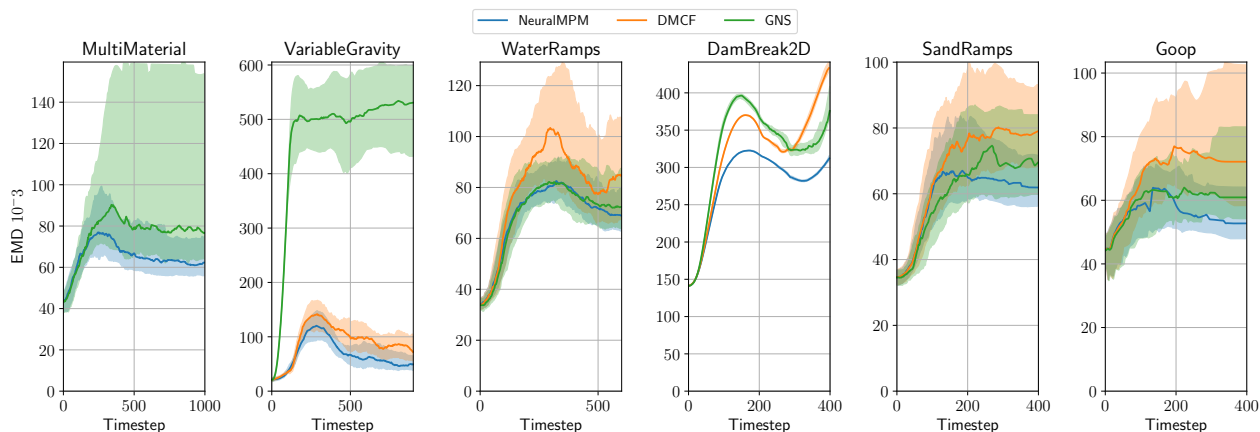 NeuralMPM DMCF GNS
MultiMaterial VariableGravity WaterRamps DamBreak2D SandRamps Goop
EMD 10⁻³
0 20 40 60 80 100 120 140
0 500 1000
Timestep
0 100 200 300 400 500 600
0 500
Timestep
0 20 40 60 80 100 120
0 500
Timestep
0 50 100 150 200 250 300 350 400
0 200 400
Timestep
0 20 40 60 80 100
0 200 400
Timestep
0 20 40 60 80 100
0 200 400
Timestep